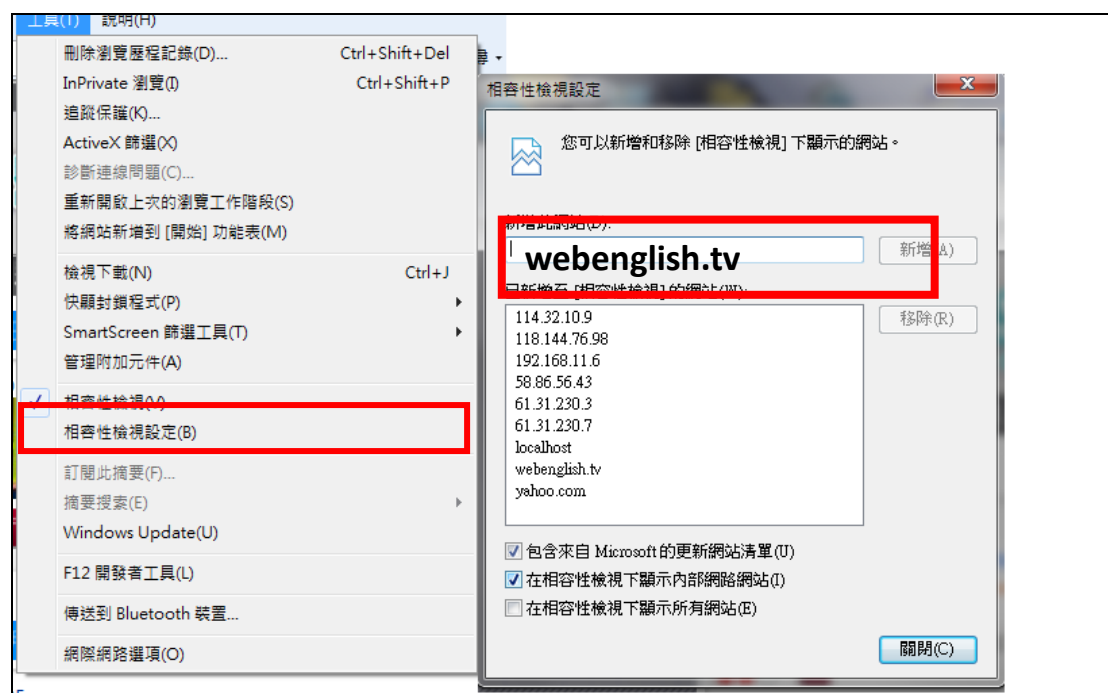 工具(T) 說明(H)
刪除瀏覽歷程記錄(D)... Ctrl+Shift+Del
InPrivate 瀏覽(I) Ctrl+Shift+P
追蹤保護(K)...
ActiveX 篩選(X)
診斷連線問題(C)...
重新開啟上次的瀏覽工作階段(S)
將網站新增到 [開始] 功能表(M)
檢視下載(N) Ctrl+J
快顯封鎖程式(P)
SmartScreen 篩選工具(T)
管理附加元件(A)
相容性檢視(V)
相容性檢視設定(B)
訂閱此摘要(F)...
摘要搜索(E)
Windows Update(U)
F12 開發者工具(L)
傳送到 Bluetooth 裝置...
網際網路選項(O)
相容性檢視設定
您可以新增和移除 [相容性檢視] 下顯示的網站。
新增此網站(D):
webenglish.tv
新增(A)
已新增至 [相容性檢視] 的網站(W):
114.32.10.9
118.144.76.98
192.168.11.6
58.86.56.43
61.31.230.3
61.31.230.7
localhost
webenglish.tv
yahoo.com
移除(R)
包含來自 Microsoft 的更新網站清單(U)
在相容性檢視下顯示內部網路網站(I)
在相容性檢視下顯示所有網站(E)
關閉(C)